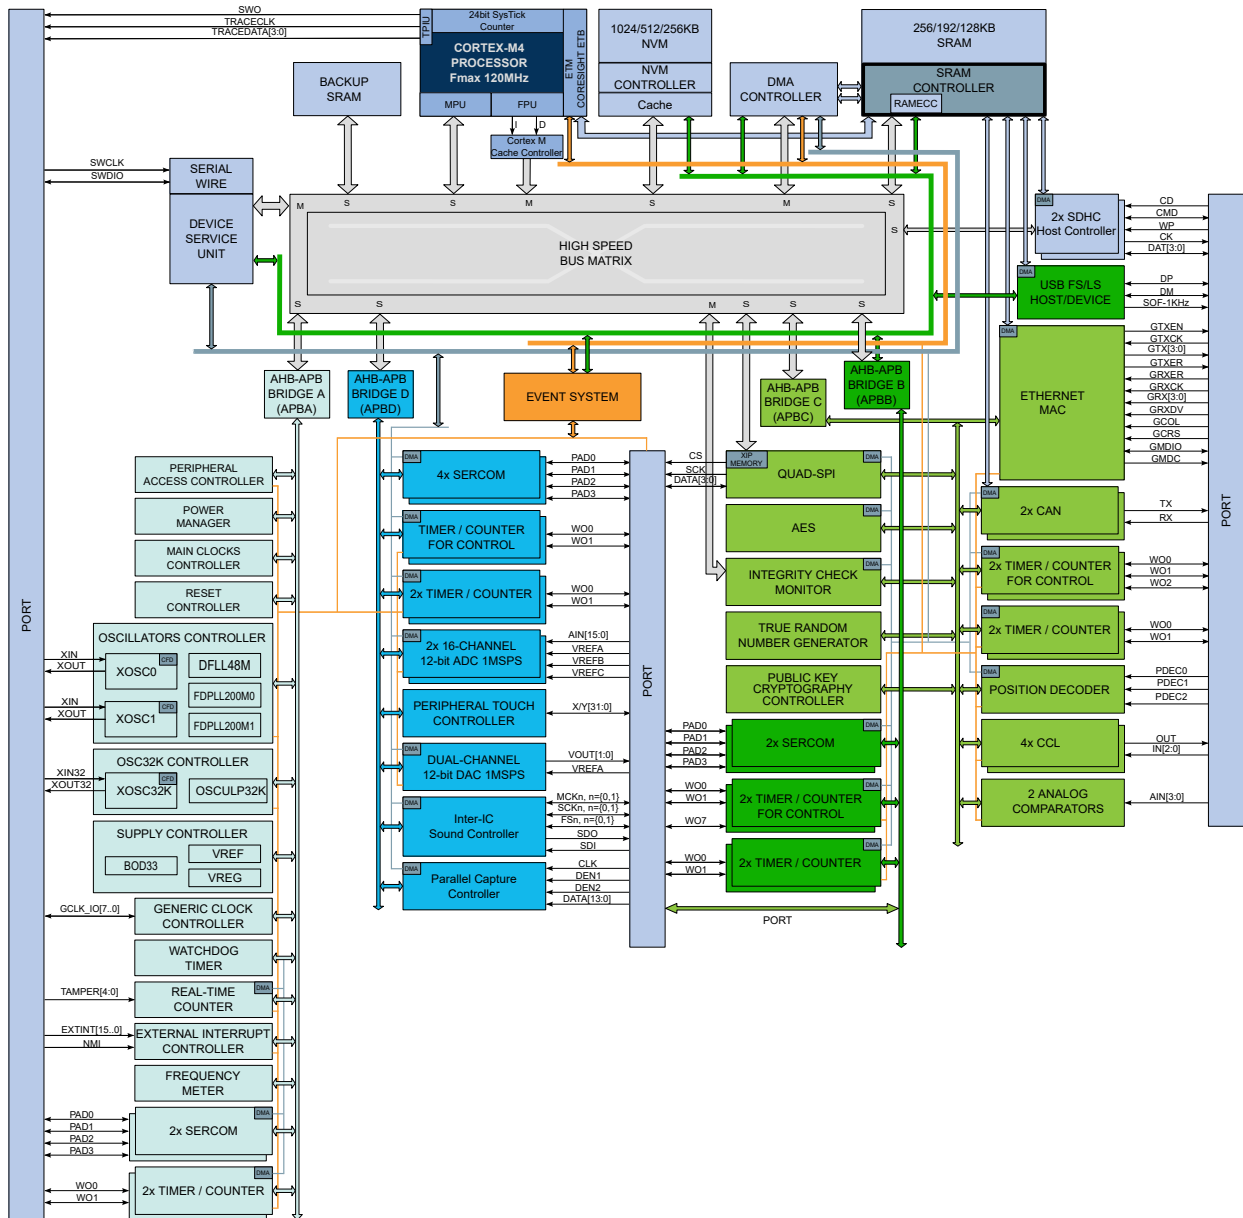 SWO
TRACECLK
TRACEDATA[3:0]
TPIU
24bit SysTick
Counter
CORTEX-M4
PROCESSOR
Fmax 120MHz
ETM
CORESIGHT ETB
MPU
FPU
I
D
Cortex M
Cache Controller
BACKUP
SRAM
1024/512/256KB
NVM
NVM
CONTROLLER
Cache
DMA
CONTROLLER
256/192/128KB
SRAM
SRAM
CONTROLLER
RAMECC
SWCLK
SWDIO
SERIAL
WIRE
DEVICE
SERVICE
UNIT
M
S
S
M
S
M
S
S
HIGH SPEED
BUS MATRIX
S
S
M
S
S
S
DMA
2x SDHC
Host Controller
CD
CMD
WP
CK
DAT[3:0]
DMA
USB FS/LS
HOST/DEVICE
DP
DM
SOF-1KHz
DMA
ETHERNET
MAC
GTXEN
GTXCK
GTX[3:0]
GTXER
GRXER
GRXCK
GRX[3:0]
GRXDV
GCOL
GCRS
GMDIO
GMDC
PORT
AHB-APB
BRIDGE A
(APBA)
AHB-APB
BRIDGE D
(APBD)
EVENT SYSTEM
AHB-APB
BRIDGE C
(APBC)
AHB-APB
BRIDGE B
(APBB)
PORT
PERIPHERAL
ACCESS CONTROLLER
POWER
MANAGER
MAIN CLOCKS
CONTROLLER
RESET
CONTROLLER
OSCILLATORS CONTROLLER
XIN
XOUT
CFD
XOSC0
DFLL48M
FDPLL200M0
XIN
XOUT
CFD
XOSC1
FDPLL200M1
OSC32K CONTROLLER
XIN32
XOUT32
CFD
XOSC32K
OSCULP32K
SUPPLY CONTROLLER
BOD33
VREF
VREG
GCLK_IO[7..0]
GENERIC CLOCK
CONTROLLER
WATCHDOG
TIMER
TAMPER[4:0]
DMA
REAL-TIME
COUNTER
EXTINT[15..0]
NMI
EXTERNAL INTERRUPT
CONTROLLER
FREQUENCY
METER
PAD0
PAD1
PAD2
PAD3
DMA
2x SERCOM
WO0
WO1
DMA
2x TIMER / COUNTER
DMA
4x SERCOM
PAD0
PAD1
PAD2
PAD3
DMA
TIMER / COUNTER
FOR CONTROL
WO0
WO1
DMA
2x TIMER / COUNTER
WO0
WO1
DMA
2x 16-CHANNEL
12-bit ADC 1MSPS
AIN[15:0]
VREFA
VREFB
VREFC
PERIPHERAL TOUCH
CONTROLLER
X/Y[31:0]
DMA
DUAL-CHANNEL
12-bit DAC 1MSPS
VOUT[1:0]
VREFA
DMA
Inter-IC
Sound Controller
MCKn, n={0,1}
SCKn, n={0,1}
FSn, n={0,1}
SDO
SDI
DMA
Parallel Capture
Controller
CLK
DEN1
DEN2
DATA[13:0]
PORT
CS
SCK
DATA[3:0]
XIP
MEMORY
DMA
QUAD-SPI
AES
DMA
INTEGRITY CHECK
MONITOR
TRUE RANDOM
NUMBER GENERATOR
PUBLIC KEY
CRYPTOGRAPHY
CONTROLLER
PAD0
PAD1
PAD2
PAD3
DMA
2x SERCOM
WO0
WO1
WO7
DMA
2x TIMER / COUNTER
FOR CONTROL
WO0
WO1
DMA
2x TIMER / COUNTER
PORT
DMA
2x CAN
TX
RX
DMA
2x TIMER / COUNTER
FOR CONTROL
WO0
WO1
WO2
DMA
2x TIMER / COUNTER
WO0
WO1
DMA
POSITION DECODER
PDEC0
PDEC1
PDEC2
4x CCL
OUT
IN[2:0]
2 ANALOG
COMPARATORS
AIN[3:0]